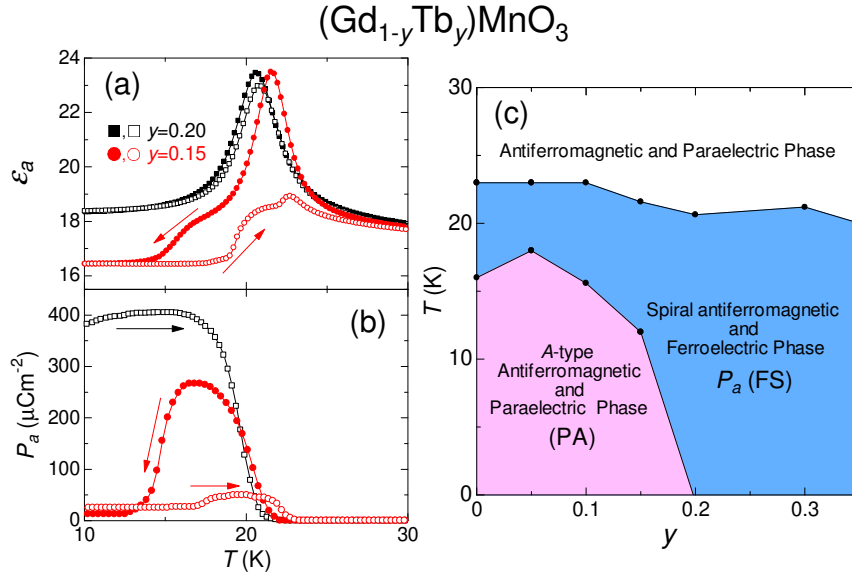 (Gd1-yTby)MnO3
(a)
24
22
20
18
16
εa
■,□ y=0.20
●,○ y=0.15
(b)
400
300
200
100
0
Pa (μCm-2)
10
20
30
T (K)
(c)
30
20
10
0
T (K)
Antiferromagnetic and Paraelectric Phase
Spiral antiferromagnetic
and
Ferroelectric Phase
Pa (FS)
A-type
Antiferromagnetic
and
Paraelectric Phase
(PA)
0
0.1
0.2
0.3
y